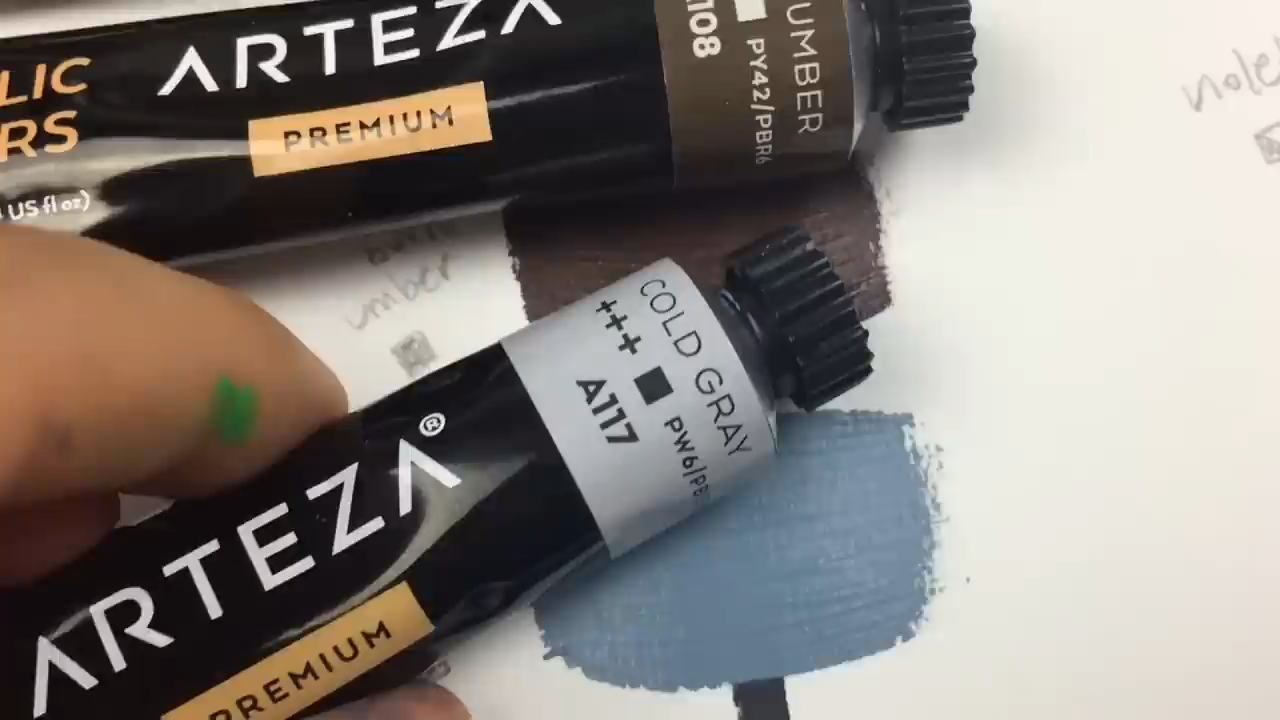 ARTEZA
LIC
RS
PREMIUM
US fl oz)
108
PY42/PBR6
UMBER
umber
COLD GRAY
+++
A117
PW6/PB
ARTEZA®
PREMIUM